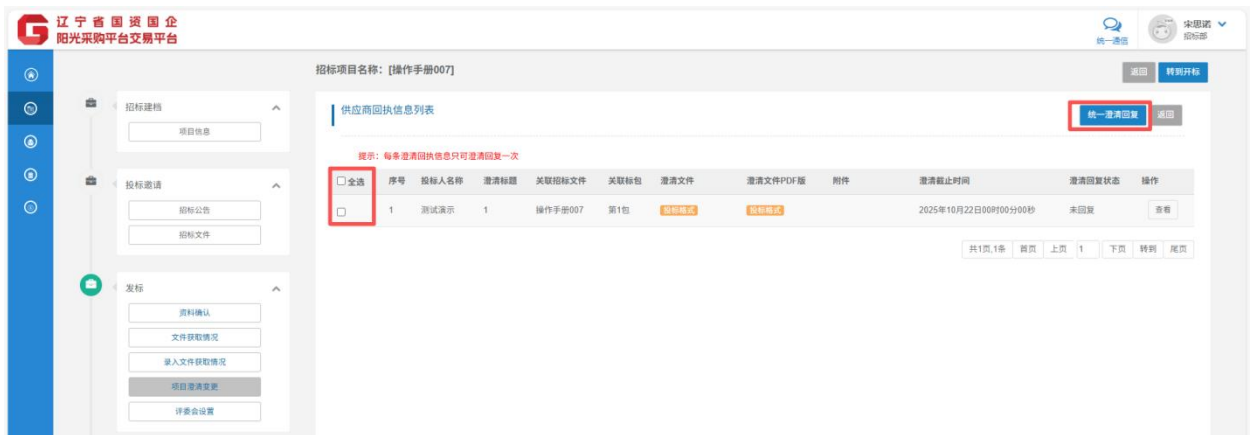 辽宁省国资国企
阳光采购平台交易平台
统一通信
宋思诺
招标部
招标项目名称：[操作手册007]
返回 转到开标
招标建档
项目信息
投标邀请
招标公告
招标文件
发标
资料确认
文件获取情况
录入文件获取情况
项目澄清变更
评委会设置
供应商回执信息列表
统一澄清回复 返回
提示：每条澄清回执信息只可澄清回复一次
全选 序号 投标人名称 澄清标题 关联招标文件 关联标包 澄清文件 澄清文件PDF版 附件 澄清截止时间 澄清回复状态 操作
1 测试演示 1 操作手册007 第1包 投标格式 投标格式 2025年10月22日00时00分00秒 未回复 查看
共1页,1条 首页 上页 1 下页 转到 尾页